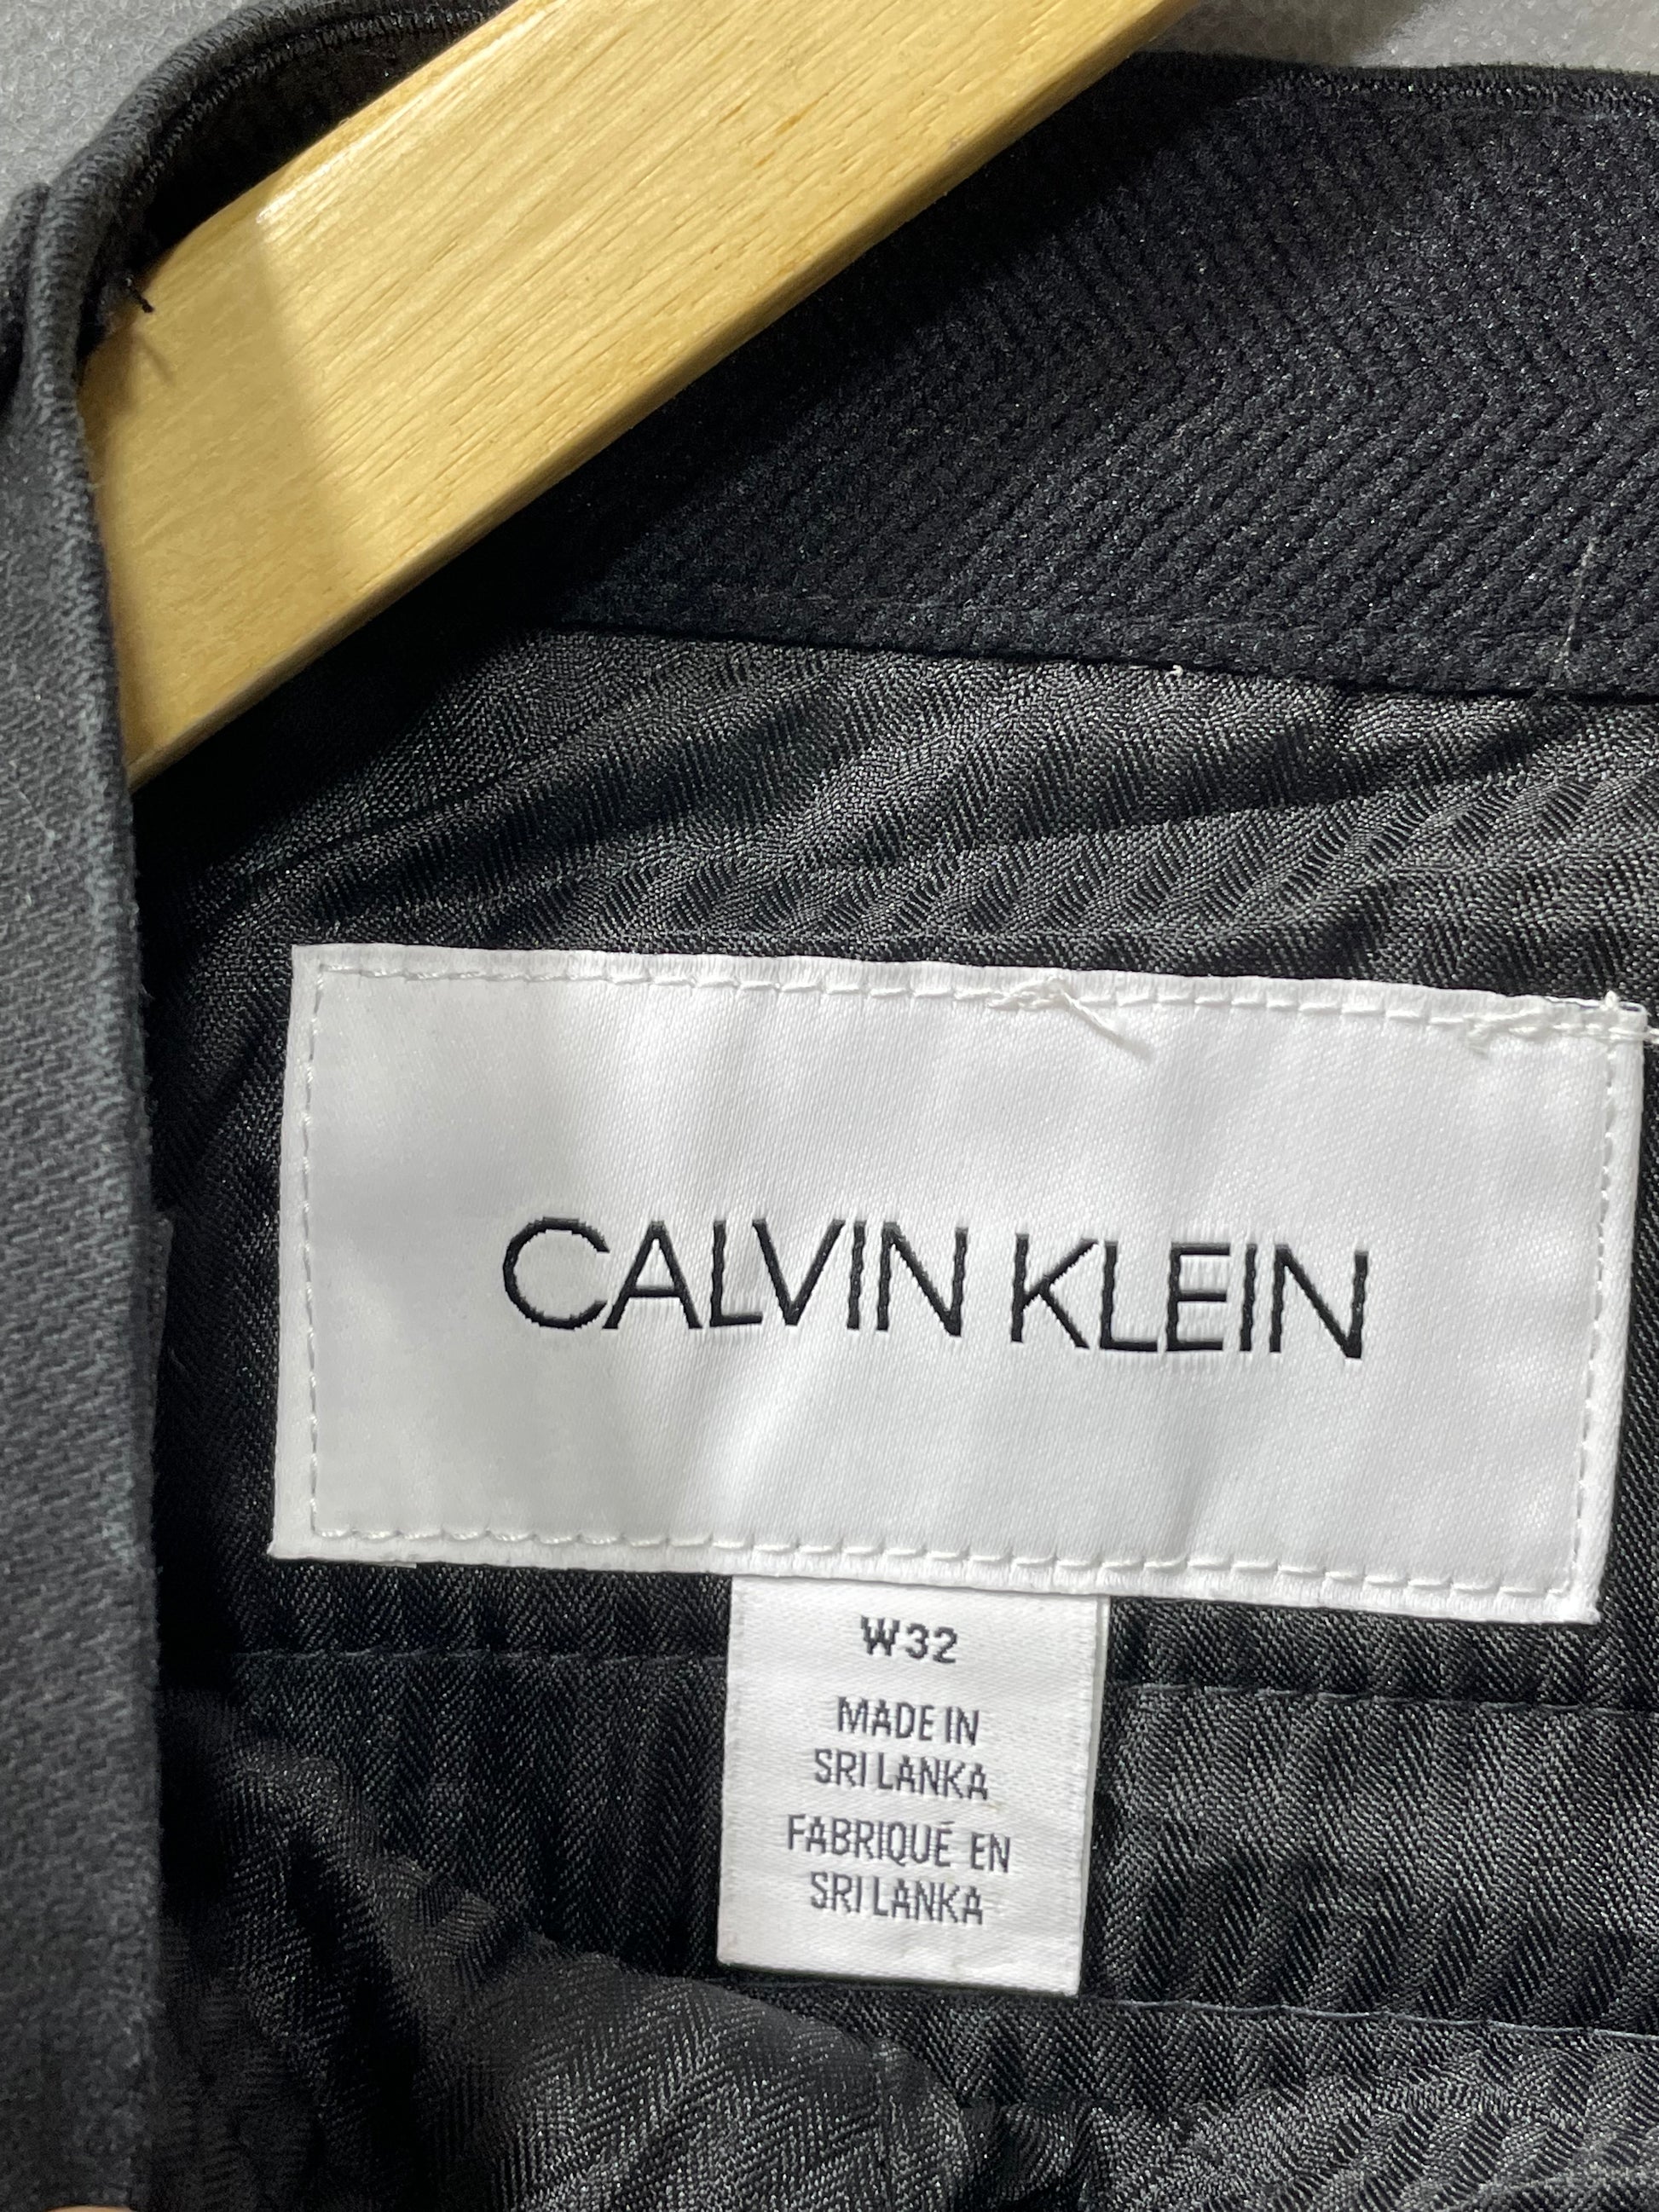 CALVIN KLEIN
W32
MADE IN
SRI LANKA
FABRIQUÉ EN
SRI LANKA